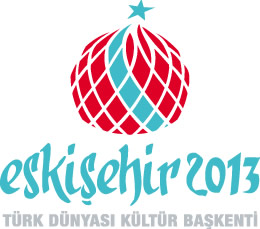 eskişehir 2013
TÜRK DÜNYASI KÜLTÜR BAŞKENTİ